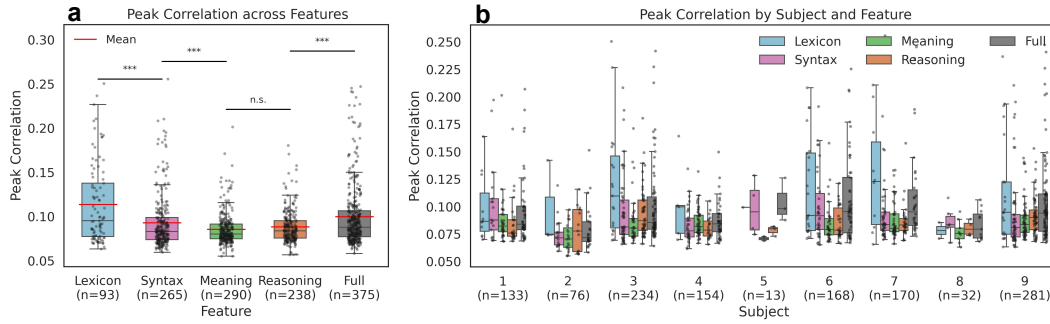 a
Peak Correlation across Features
Peak Correlation
0.30
0.25
0.20
0.15
0.10
0.05
Mean
***
***
n.s.
***
Lexicon
(n=93)
Syntax
(n=265)
Meaning
(n=290)
Reasoning
(n=238)
Full
(n=375)
Feature
b
Peak Correlation by Subject and Feature
Peak Correlation
0.250
0.225
0.200
0.175
0.150
0.125
0.100
0.075
0.050
Lexicon
Syntax
Meaning
Reasoning
Full
1
(n=133)
2
(n=76)
3
(n=234)
4
(n=154)
5
(n=13)
6
(n=168)
7
(n=170)
8
(n=32)
9
(n=281)
Subject